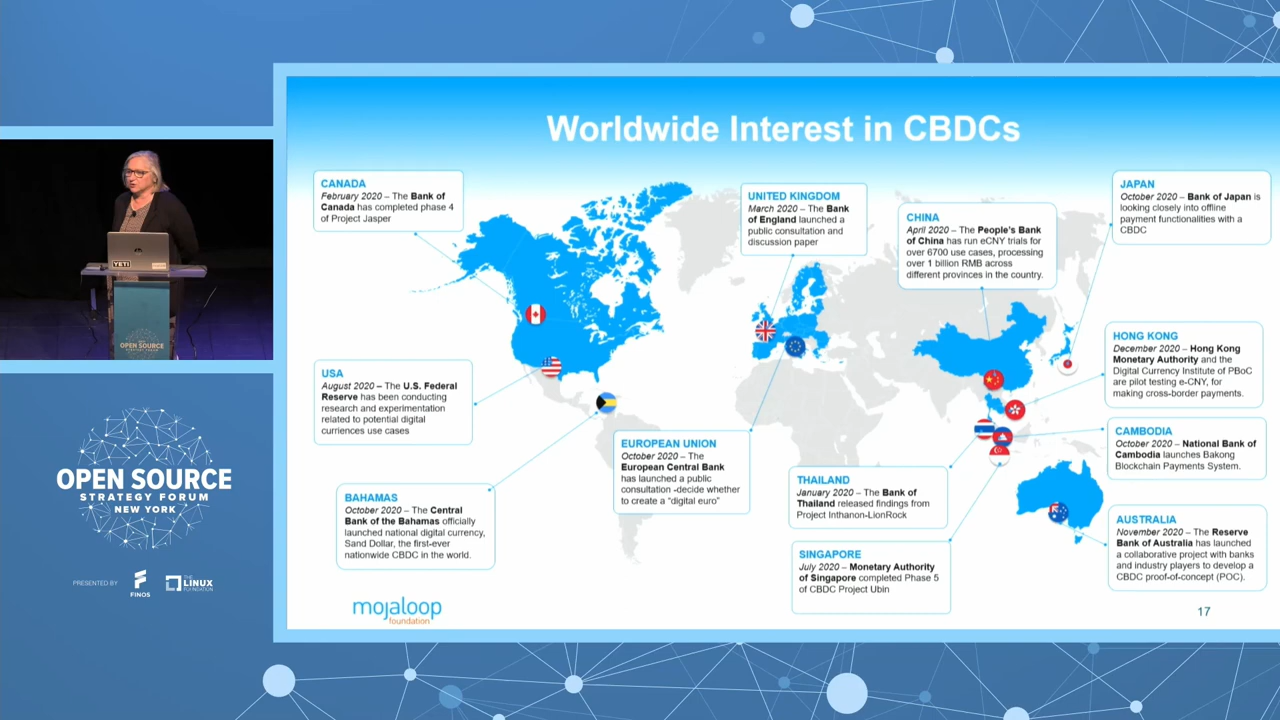 Worldwide Interest in CBDCs
CANADA
February 2020 – The Bank of
Canada has completed phase 4
of Project Jasper
UNITED KINGDOM
March 2020 – The Bank
of England launched a
public consultation and
discussion paper
CHINA
April 2020 – The People's Bank
of China has run eCNY trials for
over 6700 use cases, processing
over 1 billion RMB across
different provinces in the country.
JAPAN
October 2020 – Bank of Japan is
looking closely into offline
payment functionalities with a
CBDC
USA
August 2020 – The U.S. Federal
Reserve has been conducting
research and experimentation
related to potential digital
curriences use cases
HONG KONG
December 2020 – Hong Kong
Monetary Authority and the
Digital Currency Institute of PBoC
are pilot testing e-CNY, for
making cross-border payments.
BAHAMAS
October 2020 – The Central
Bank of the Bahamas officially
launched national digital currency,
Sand Dollar, the first-ever
nationwide CBDC in the world.
EUROPEAN UNION
October 2020 – The
European Central Bank
has launched a public
consultation -decide whether
to create a "digital euro"
THAILAND
January 2020 – The Bank of
Thailand released findings from
Project Inthanon-LionRock
CAMBODIA
October 2020 – National Bank of
Cambodia launches Bakong
Blockchain Payments System.
SINGAPORE
July 2020 – Monetary Authority
of Singapore completed Phase 5
of CBDC Project Ubin
AUSTRALIA
November 2020 – The Reserve
Bank of Australia has launched
a collaborative project with banks
and industry players to develop a
CBDC proof-of-concept (POC).
mojaloop
foundation
17
YETI
OPEN SOURCE
STRATEGY FORUM
OPEN SOURCE
STRATEGY FORUM
NEW YORK
PRESENTED BY
FINOS
THE
LINUX
FOUNDATION